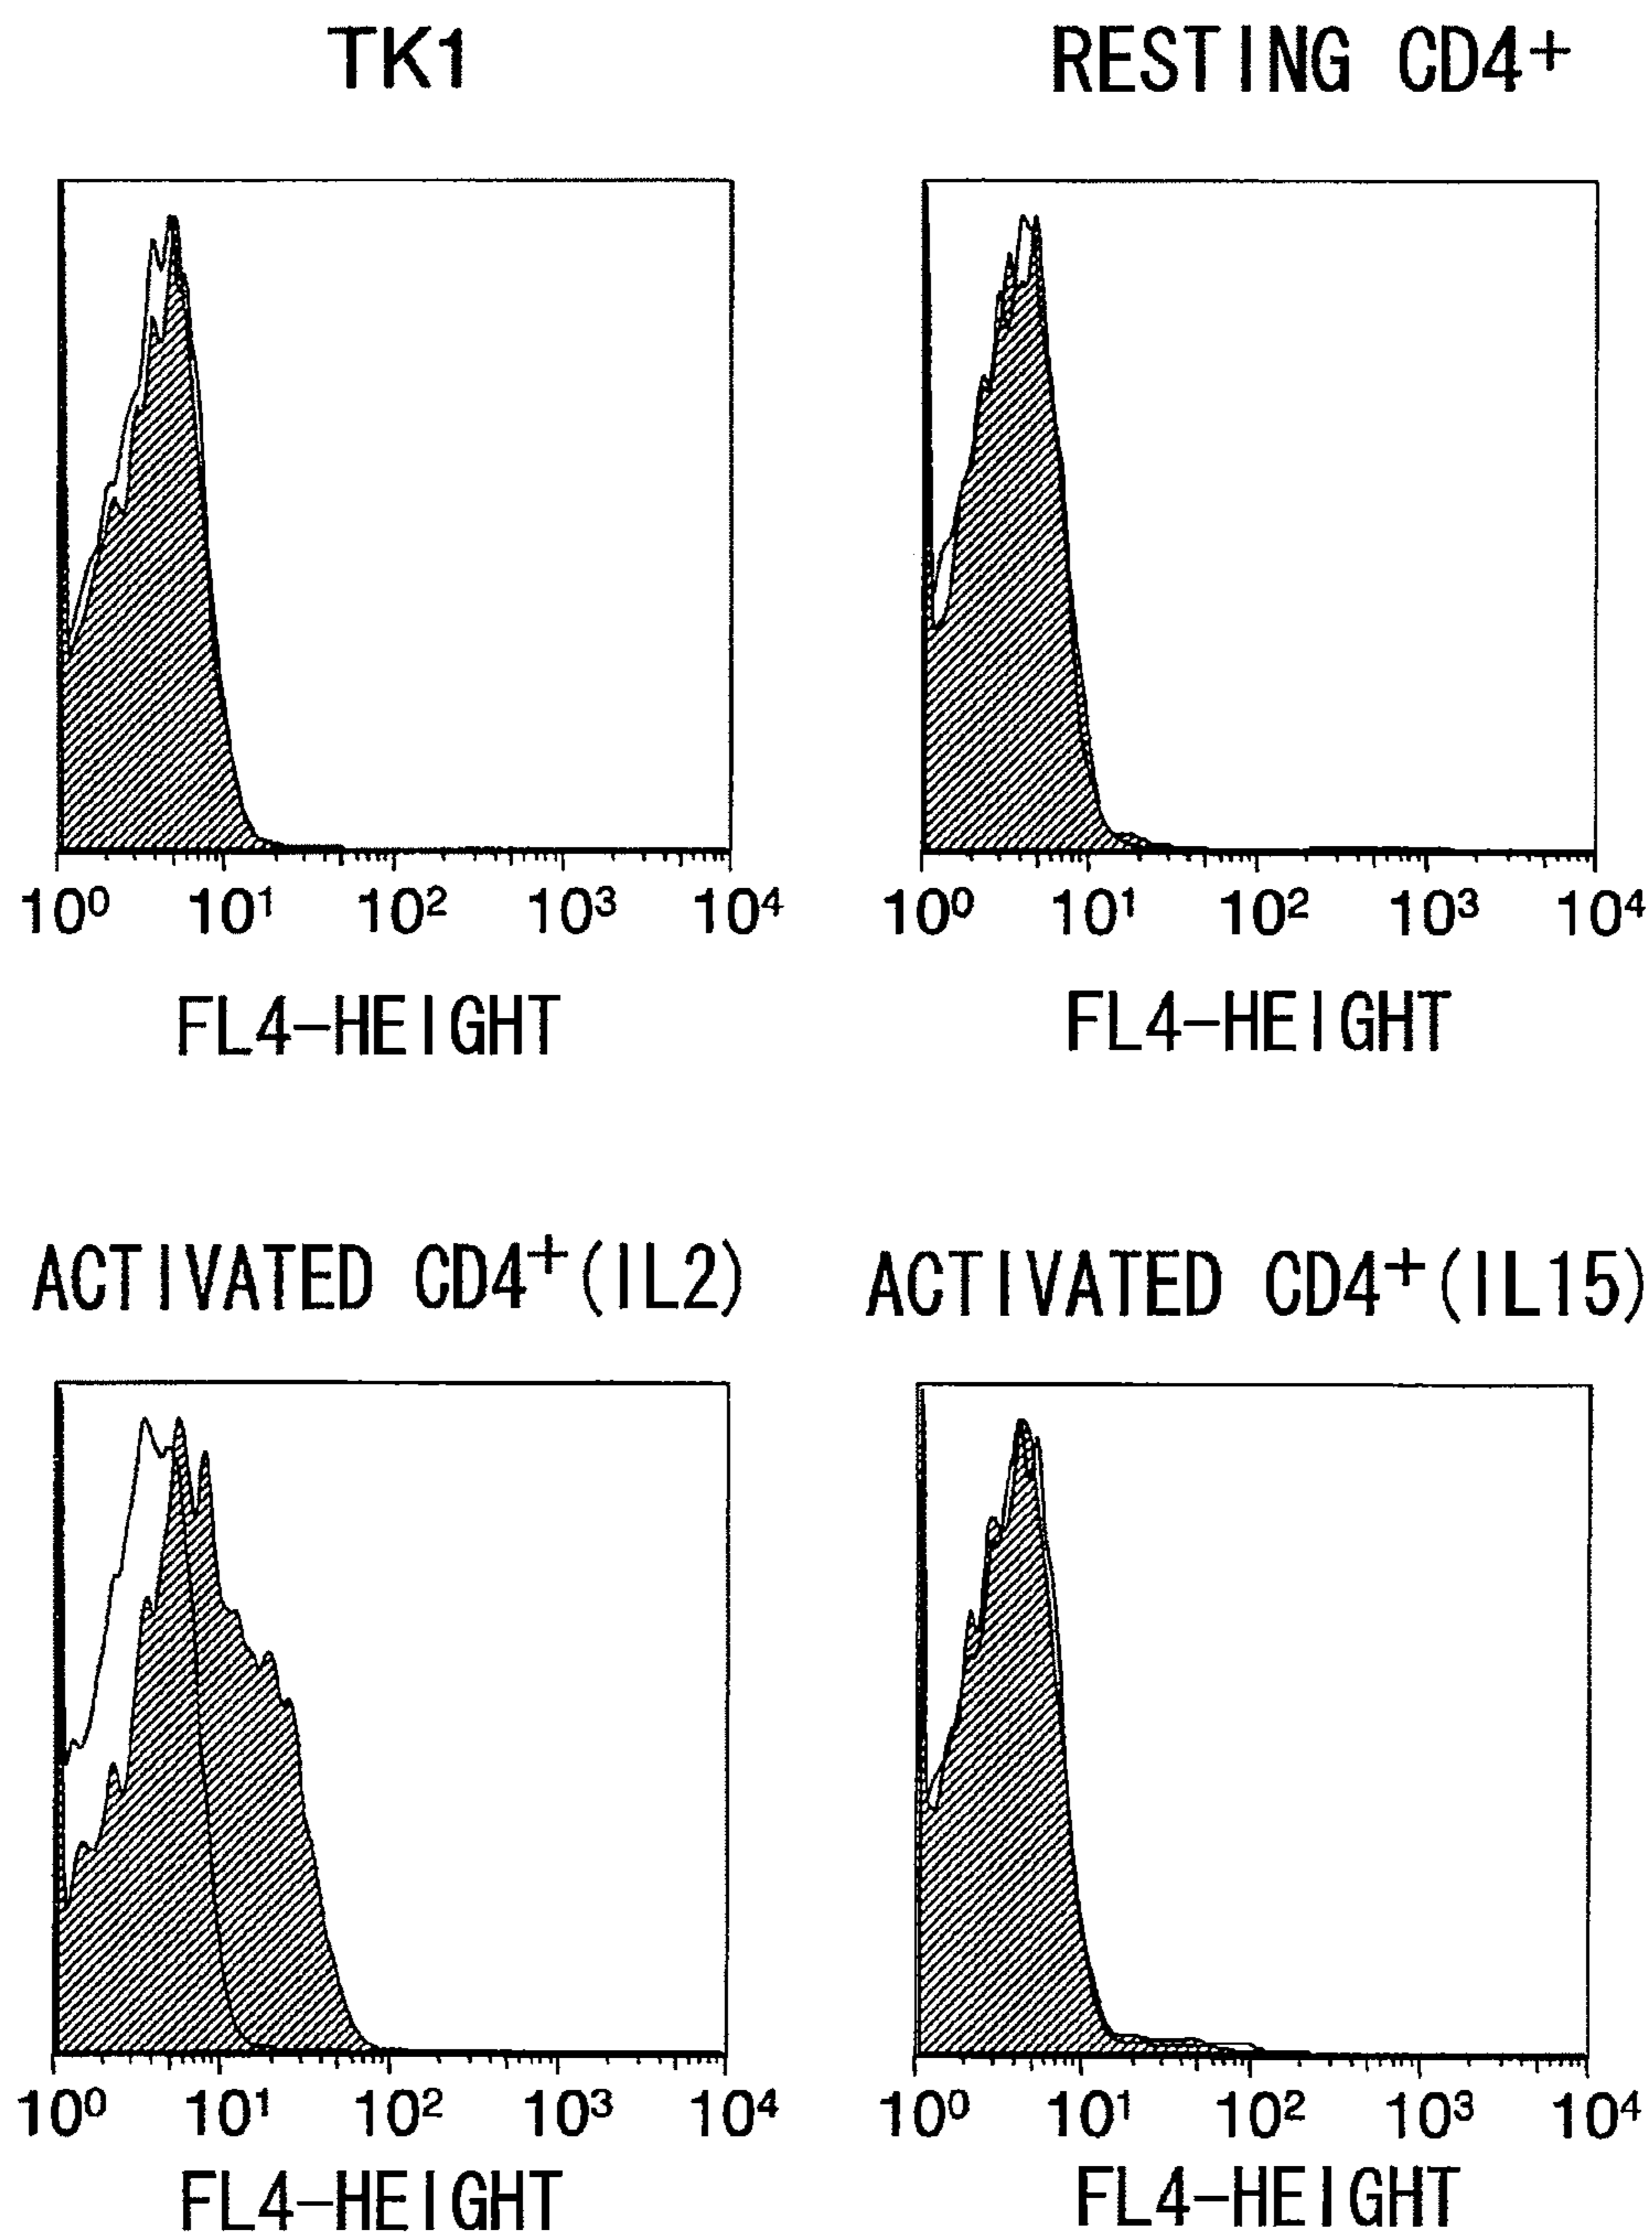 TK1
RESTING CD4⁺
10⁰ 10¹ 10² 10³ 10⁴
FL4-HEIGHT
10⁰ 10¹ 10² 10³ 10⁴
FL4-HEIGHT
ACTIVATED CD4⁺(IL2)
ACTIVATED CD4⁺(IL15)
10⁰ 10¹ 10² 10³ 10⁴
FL4-HEIGHT
10⁰ 10¹ 10² 10³ 10⁴
FL4-HEIGHT